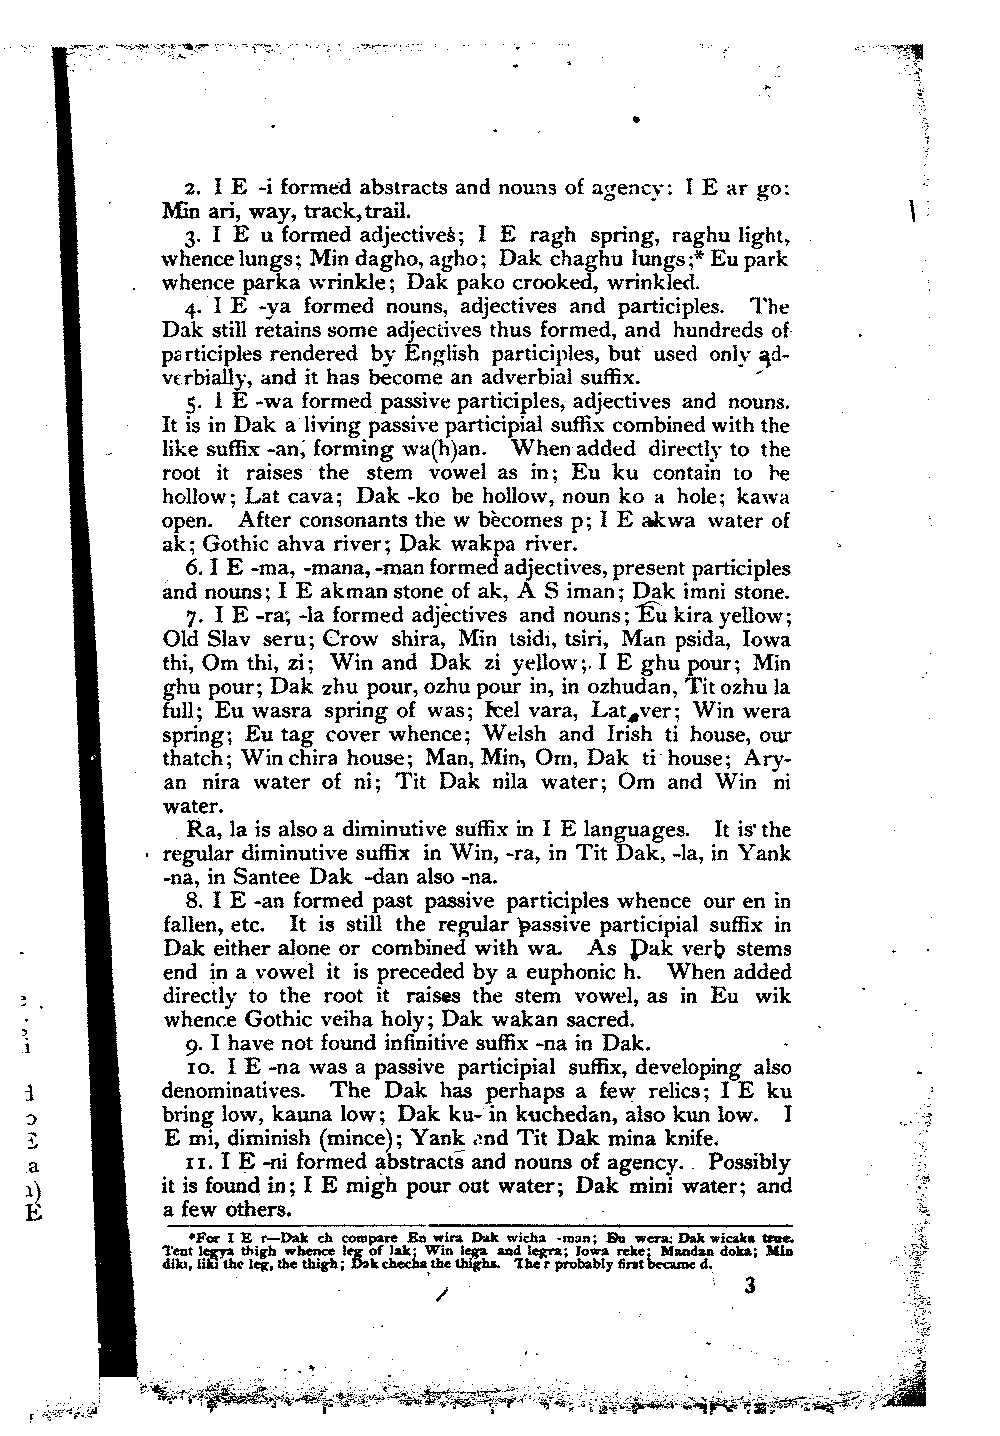 2. I E -i formed abstracts and nouns of agency: I E ar go:
Min ari, way, track, trail.
3. I E u formed adjectives; I E ragh spring, raghu light,
whence lungs; Min dagho, agho; Dak chaghu lungs;* Eu park
whence parka wrinkle; Dak pako crooked, wrinkled.
4. I E -ya formed nouns, adjectives and participles. The
Dak still retains some adjectives thus formed, and hundreds of
participles rendered by English participles, but used only ad-
verbially, and it has become an adverbial suffix.
5. I E -wa formed passive participles, adjectives and nouns.
It is in Dak a living passive participial suffix combined with the
like suffix -an, forming wa(h)an. When added directly to the
root it raises the stem vowel as in; Eu ku contain to be
hollow; Lat cava; Dak -ko be hollow, noun ko a hole; kawa
open. After consonants the w becomes p; I E akwa water of
ak; Gothic ahva river; Dak wakpa river.
6. I E -ma, -mana, -man formed adjectives, present participles
and nouns; I E akman stone of ak, A S iman; Dak imni stone.
7. I E -ra; -la formed adjectives and nouns; Eu kira yellow;
Old Slav seru; Crow shira, Min tsidi, tsiri, Man psida, Iowa
thi, Om thi, zi; Win and Dak zi yellow; I E ghu pour; Min
ghu pour; Dak zhu pour, ozhu pour in, in ozhudan, Tit ozhu la
full; Eu wasra spring of was; Icel vara, Lat ver; Win wera
spring; Eu tag cover whence; Welsh and Irish ti house, our
thatch; Win chira house; Man, Min, Om, Dak ti house; Ary-
an nira water of ni; Tit Dak nila water; Om and Win ni
water.
Ra, la is also a diminutive suffix in I E languages. It is the
regular diminutive suffix in Win, -ra, in Tit Dak, -la, in Yank
-na, in Santee Dak -dan also -na.
8. I E -an formed past passive participles whence our en in
fallen, etc. It is still the regular passive participial suffix in
Dak either alone or combined with wa. As Dak verb stems
end in a vowel it is preceded by a euphonic h. When added
directly to the root it raises the stem vowel, as in Eu wik
whence Gothic veiha holy; Dak wakan sacred.
9. I have not found infinitive suffix -na in Dak.
10. I E -na was a passive participial suffix, developing also
denominatives. The Dak has perhaps a few relics; I E ku
bring low, kauna low; Dak ku- in kuchedan, also kun low. I
E mi, diminish (mince); Yank and Tit Dak mina knife.
11. I E -ni formed abstracts and nouns of agency. Possibly
it is found in; I E migh pour out water; Dak mini water; and
a few others.
*For I E r—Dak ch compare Eu wira Dak wicha -man; Eu wera: Dak wicaka true.
Teut legra thigh whence leg of lak; Win lega and legra; Iowa reke; Mandan doka; Min
diki, liki the leg, the thigh; Dak checha the thighs. The r probably first became d.
3